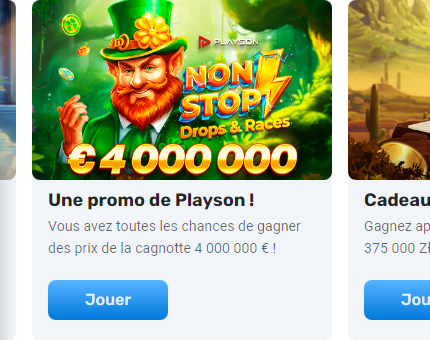 PLAYSON
NON
STOP
Drops & Races
€4 000 000
Une promo de Playson !
Vous avez toutes les chances de gagner
des prix de la cagnotte 4 000 000 € !
Jouer
Cadeau
Gagnez ap
375 000 Zł
Jou